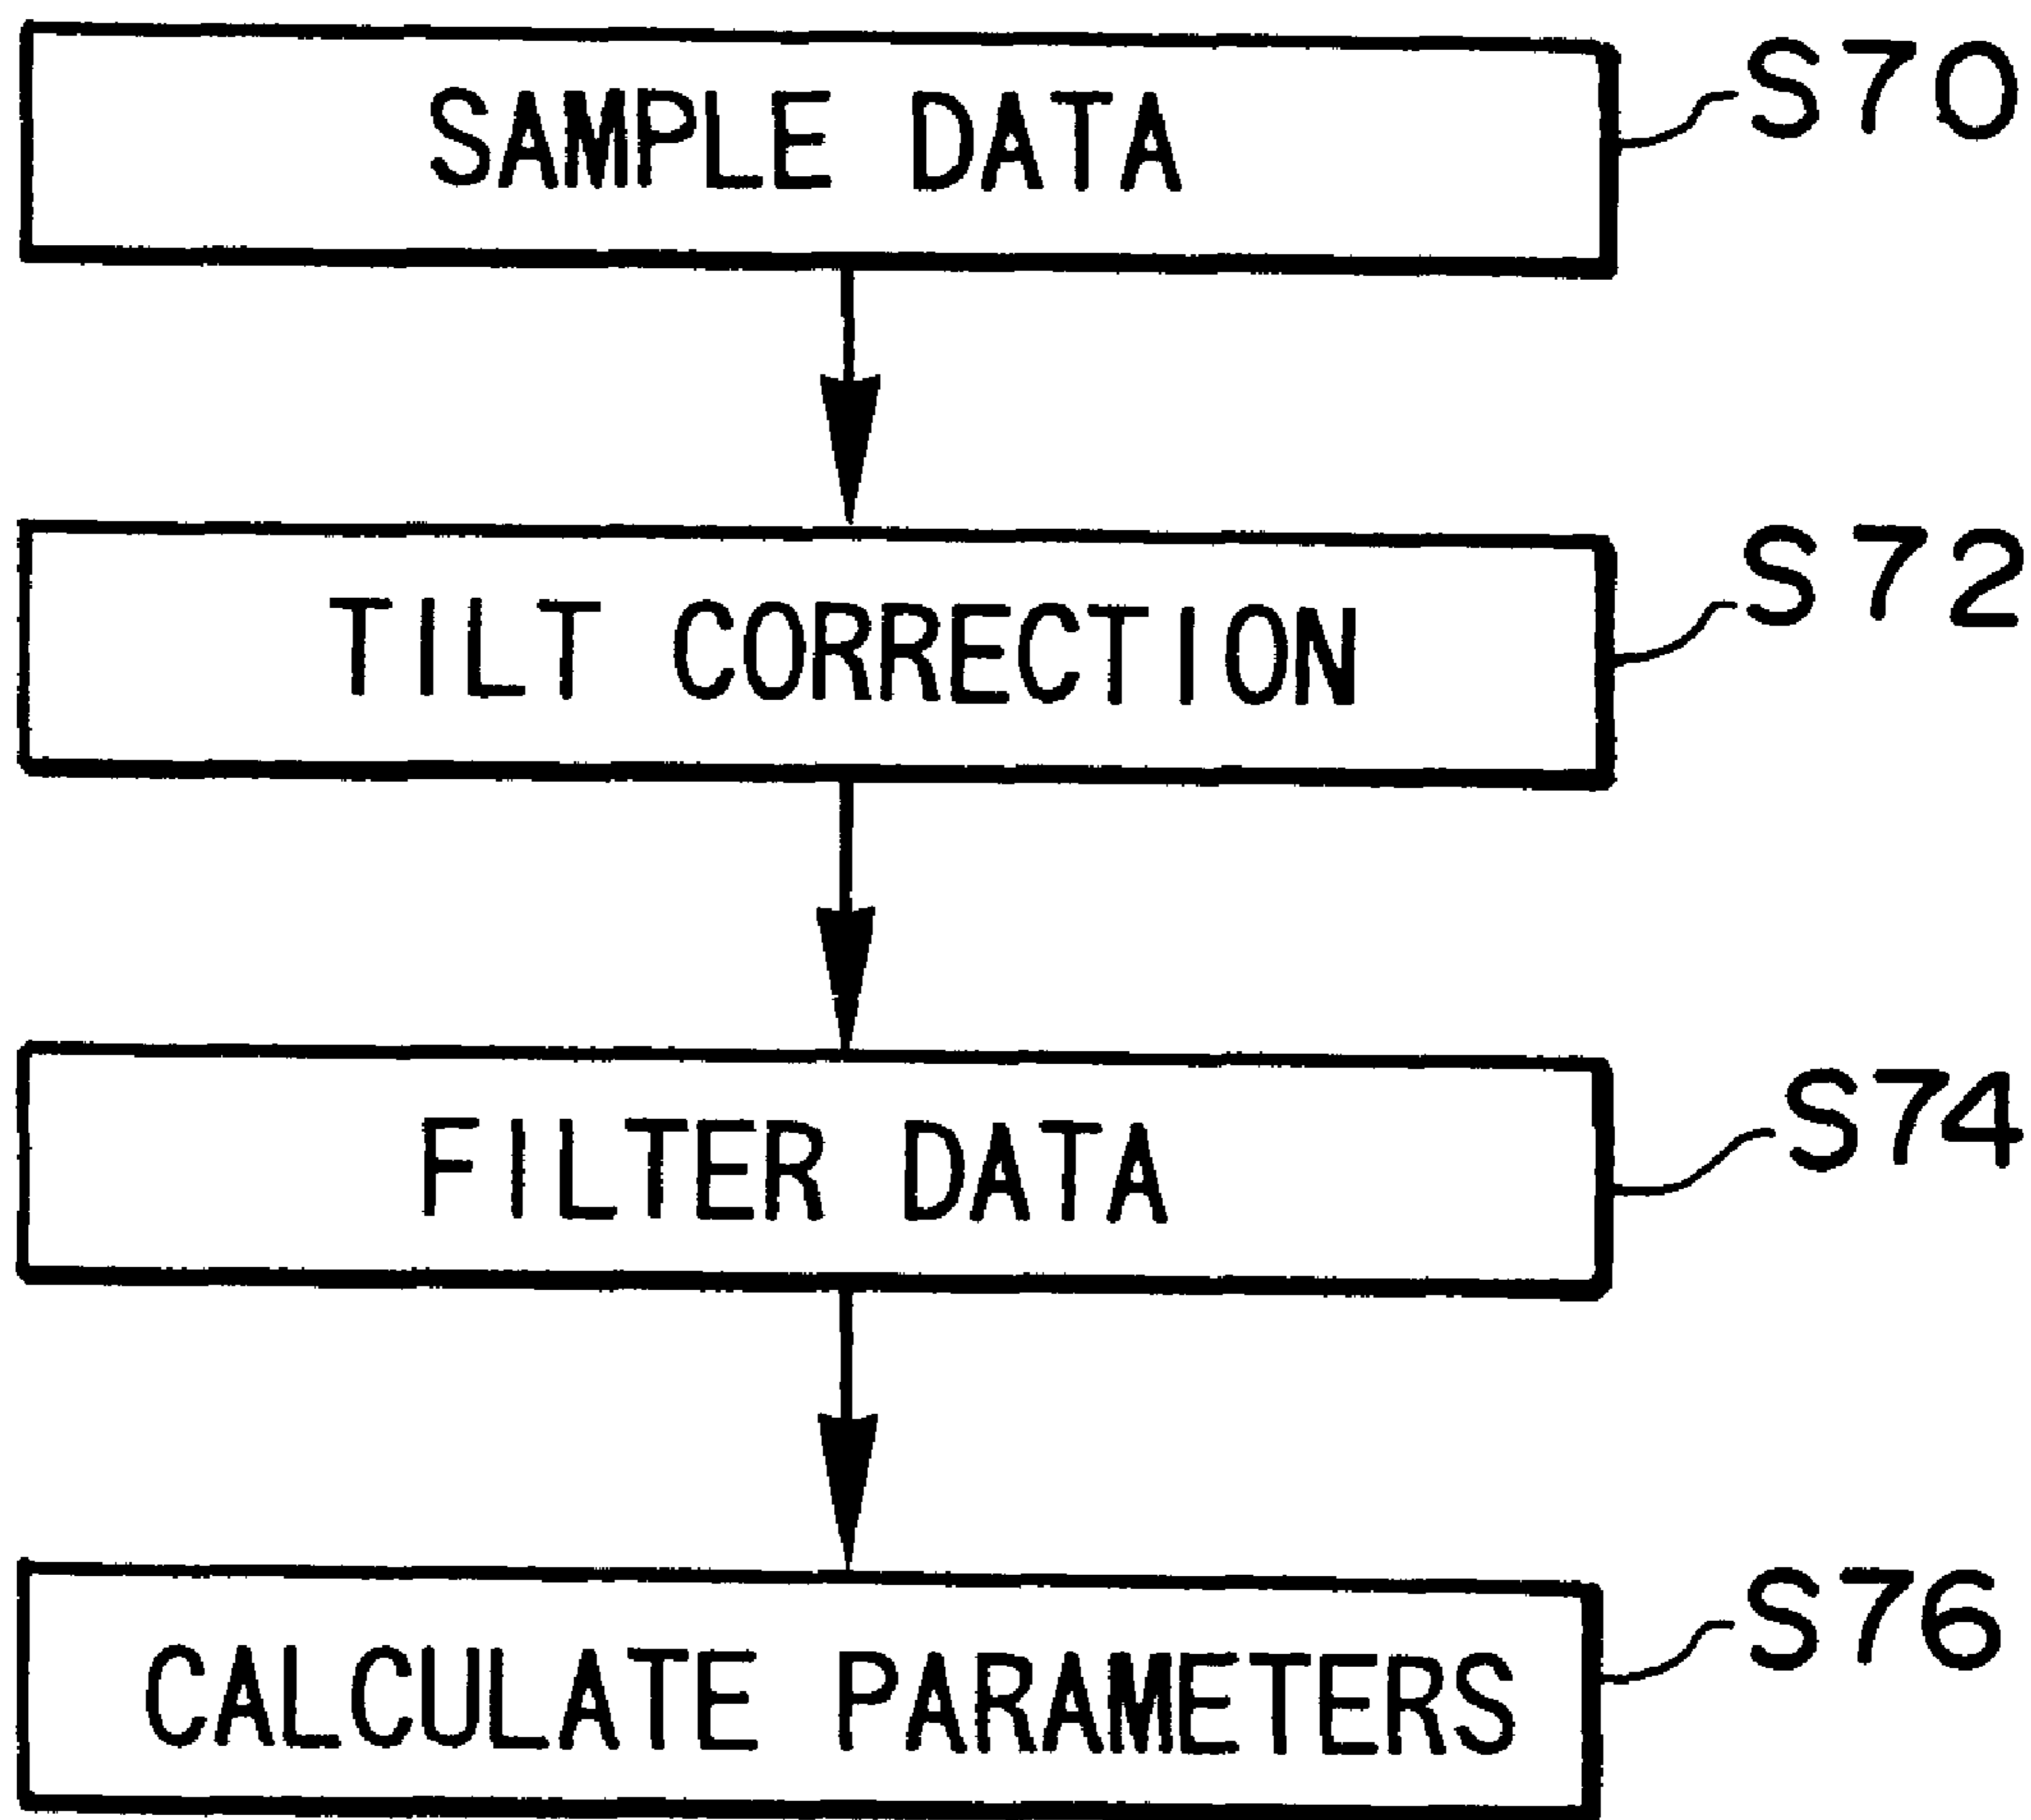 SAMPLE DATA S70
TILT CORRECTION S72
FILTER DATA S74
CALCULATE PARAMETERS S76